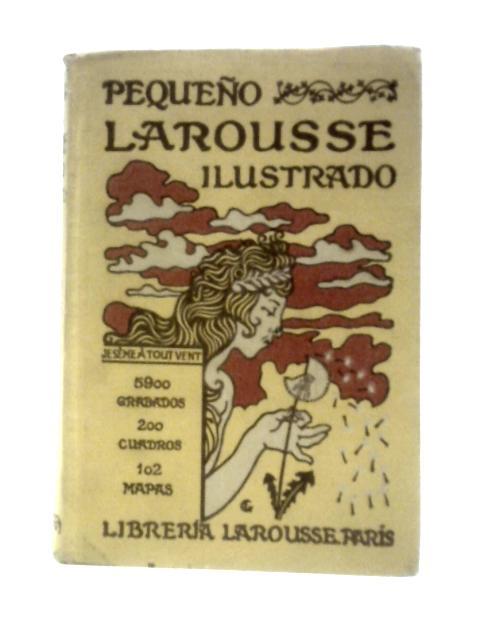 PEQUEÑO
LAROUSSE
ILUSTRADO
JE SÈME À TOUT VENT
5900
GRABADOS
200
CUADROS
102
MAPAS
G
LIBRERÍA LAROUSSE. PARÍS